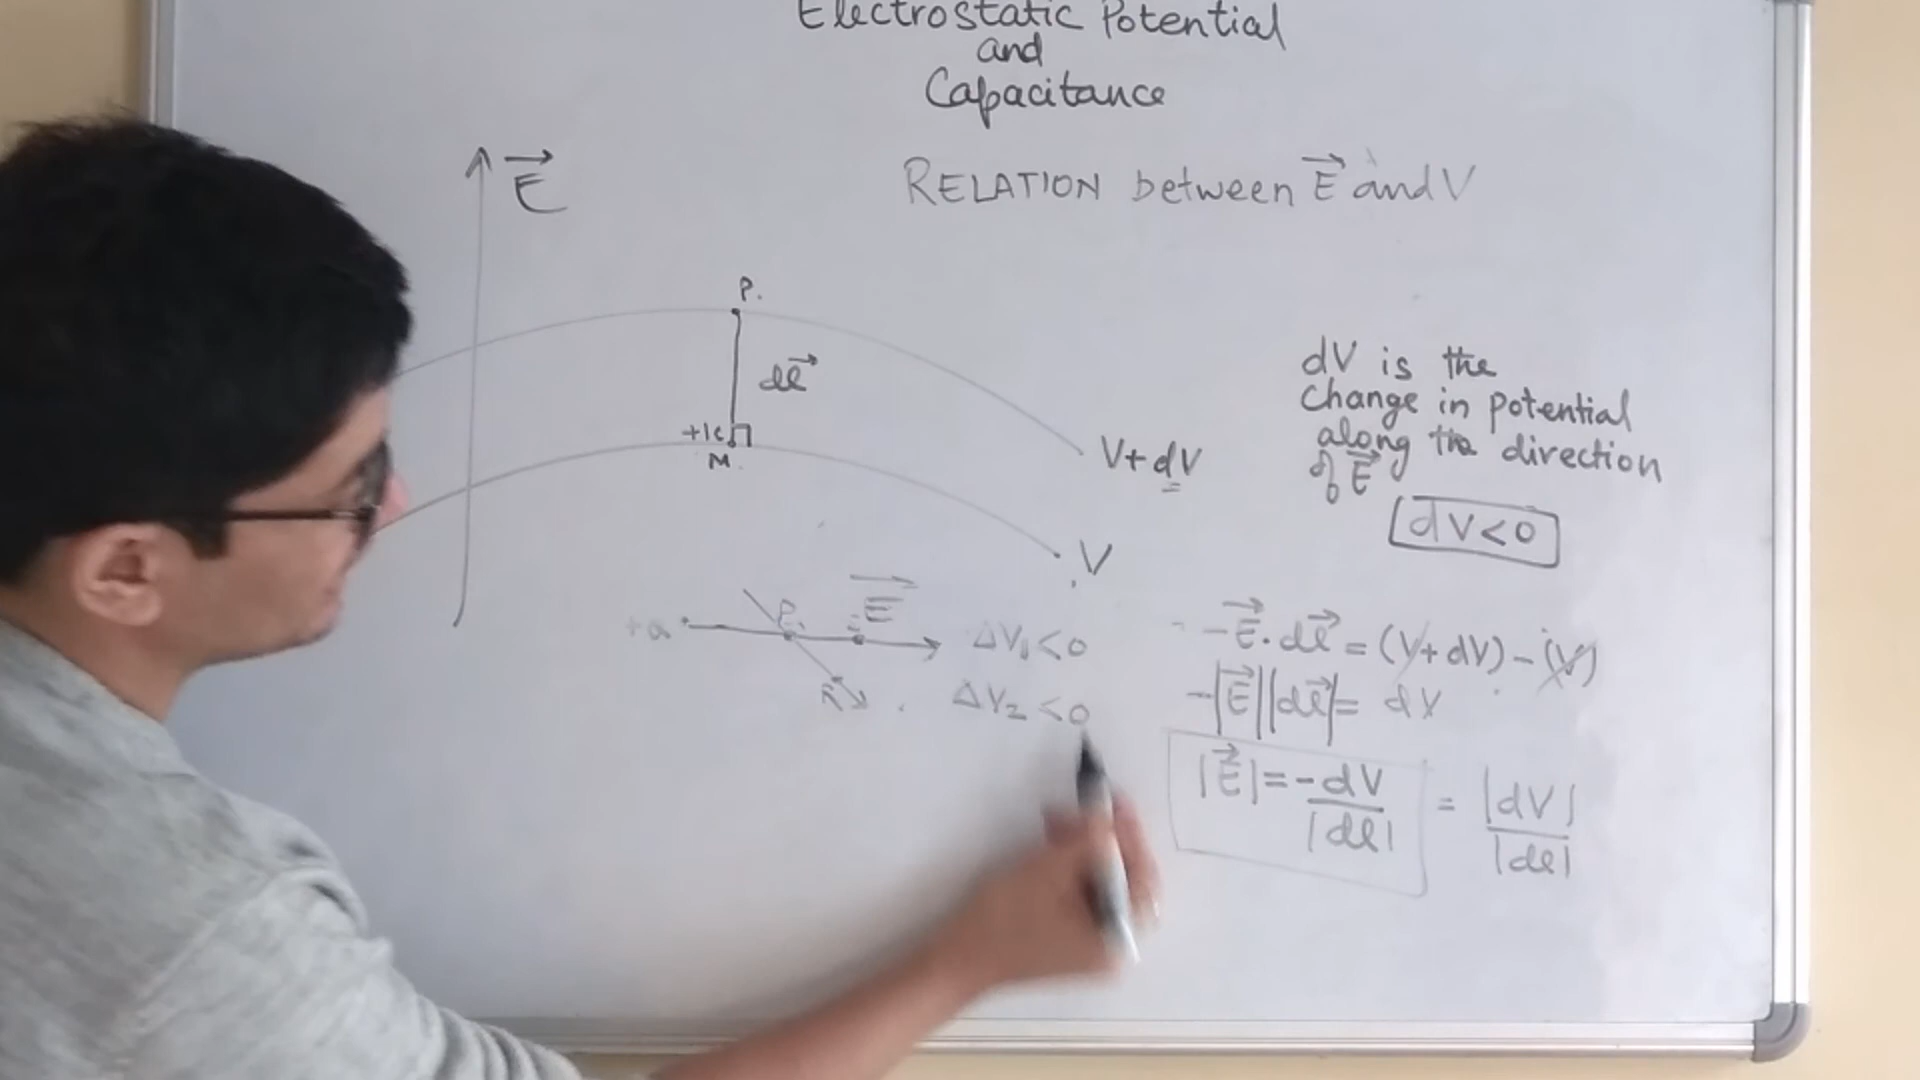 Electrostatic Potential
and
Capacitance
RELATION between E⃗ and V
E⃗
P.
dl⃗
+1c
M.
V+dV
V
dV is the
Change in potential
along the direction
of E⃗
dV<0
E⃗
P.
ΔV₁<0
R
ΔV₂<0
-E⃗.dl⃗ = (V+dV)-(V)
-|E⃗||dl⃗|= dV
|E⃗|=-dV/|dl| = |dV|/|dl|